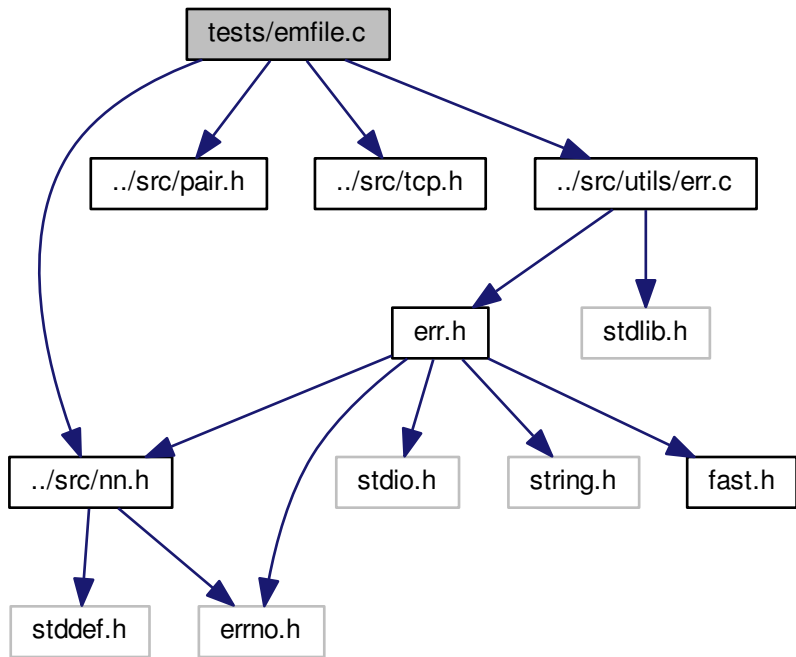 tests/emfile.c
../src/pair.h
../src/tcp.h
../src/utils/err.c
err.h
stdlib.h
../src/nn.h
stdio.h
string.h
fast.h
stddef.h
errno.h